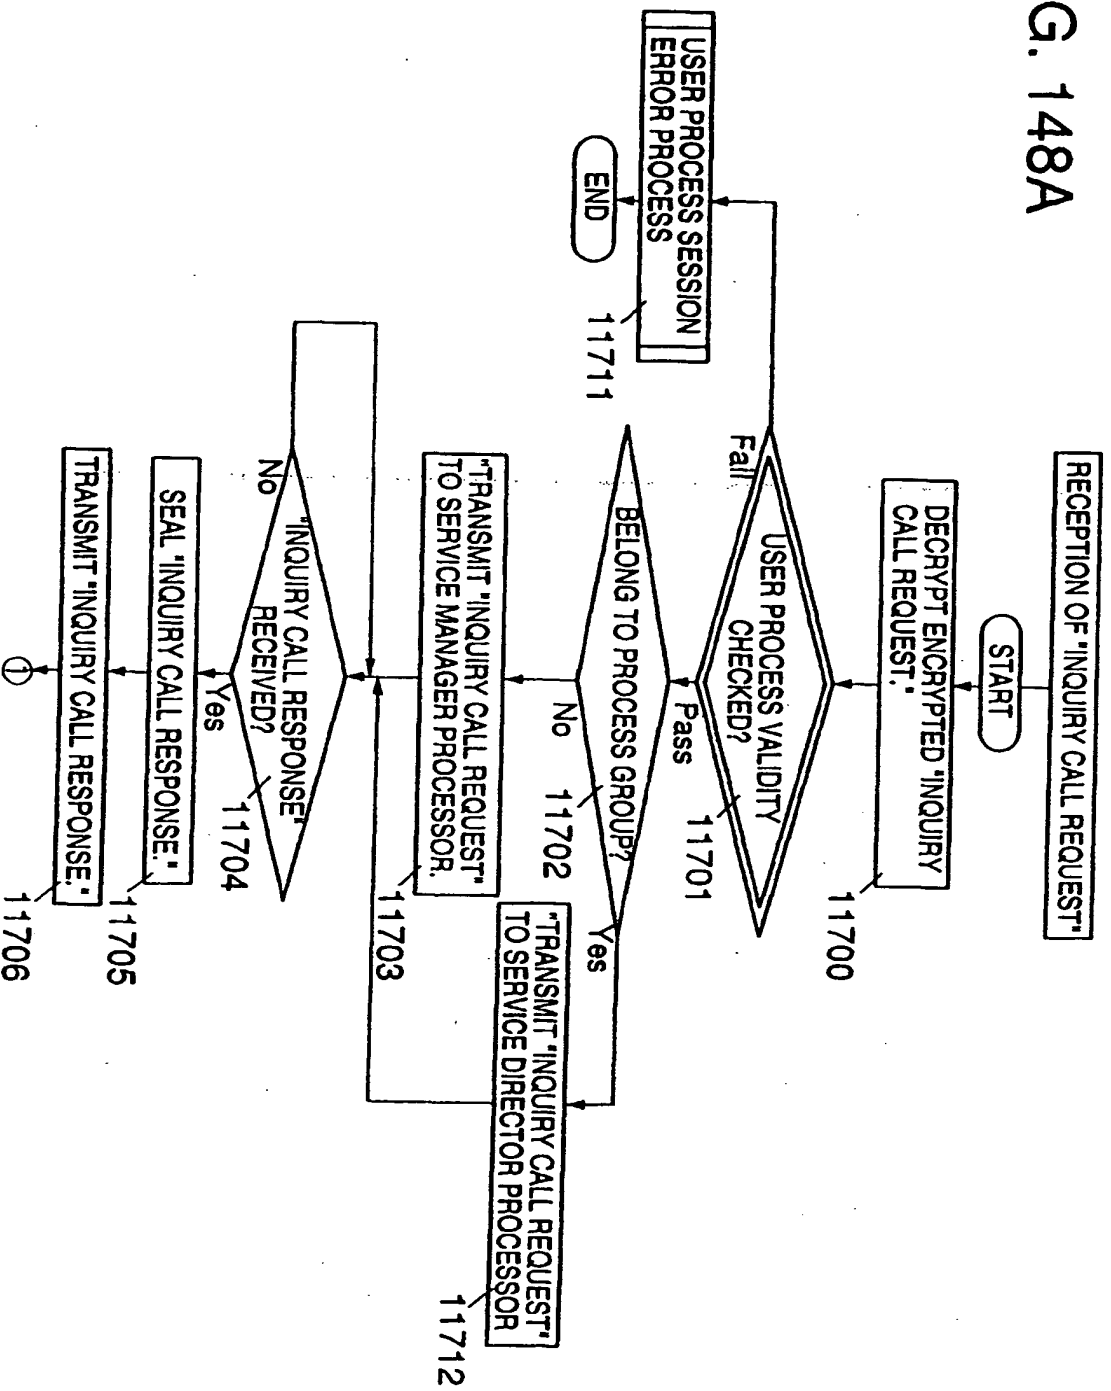 G. 148A
RECEPTION OF "INQUIRY CALL REQUEST"
START
DECRYPT ENCRYPTED "INQUIRY
CALL REQUEST."
11700
USER PROCESS VALIDITY
CHECKED?
11701
Fail
Pass
USER PROCESS SESSION
ERROR PROCESS
11711
END
BELONG TO PROCESS GROUP?
11702
Yes
No
"TRANSMIT "INQUIRY CALL REQUEST"
TO SERVICE MANAGER PROCESSOR.
11703
"TRANSMIT "INQUIRY CALL REQUEST"
TO SERVICE DIRECTOR PROCESSOR
11712
"INQUIRY CALL RESPONSE"
RECEIVED?
11704
No
Yes
SEAL "INQUIRY CALL RESPONSE."
11705
TRANSMIT "INQUIRY CALL RESPONSE."
11706
1